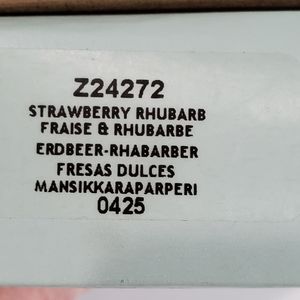 Z24272
STRAWBERRY RHUBARB
FRAISE & RHUBARBE
ERDBEER-RHABARBER
FRESAS DULCES
MANSIKKARAPARPERI
0425